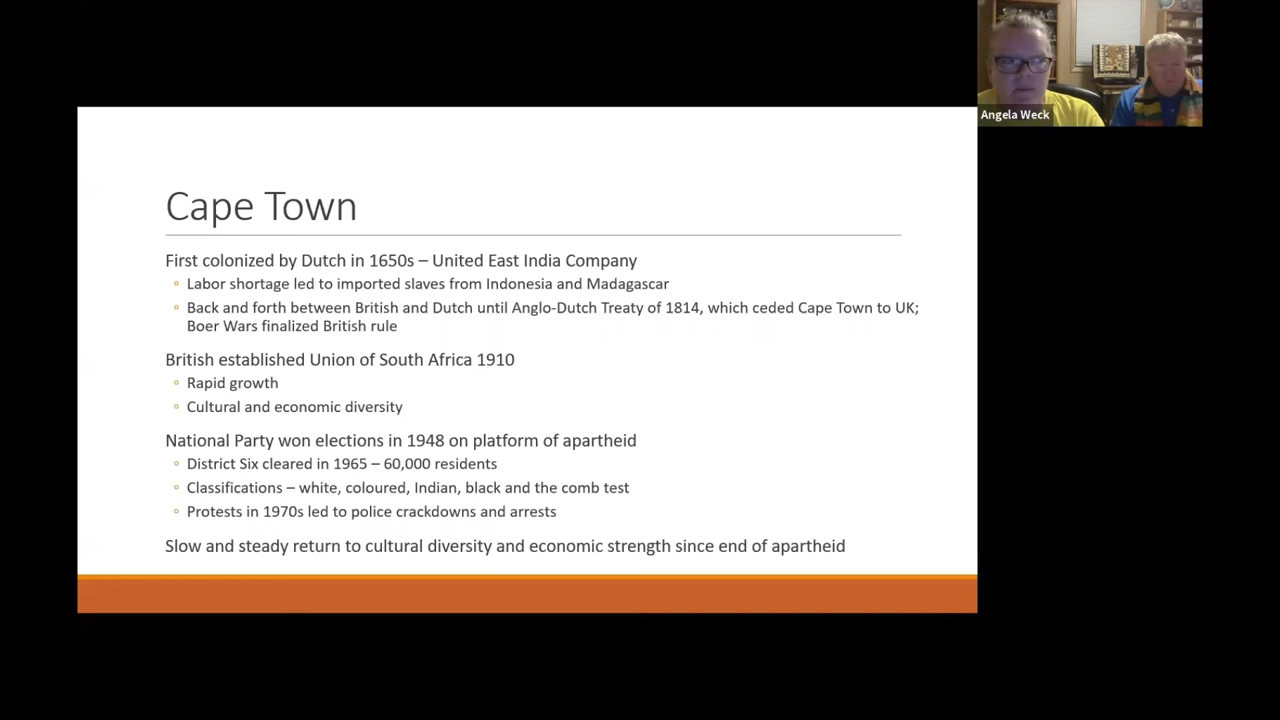 Angela Weck
Cape Town
First colonized by Dutch in 1650s – United East India Company
◦ Labor shortage led to imported slaves from Indonesia and Madagascar
◦ Back and forth between British and Dutch until Anglo-Dutch Treaty of 1814, which ceded Cape Town to UK;
Boer Wars finalized British rule
British established Union of South Africa 1910
◦ Rapid growth
◦ Cultural and economic diversity
National Party won elections in 1948 on platform of apartheid
◦ District Six cleared in 1965 – 60,000 residents
◦ Classifications – white, coloured, Indian, black and the comb test
◦ Protests in 1970s led to police crackdowns and arrests
Slow and steady return to cultural diversity and economic strength since end of apartheid